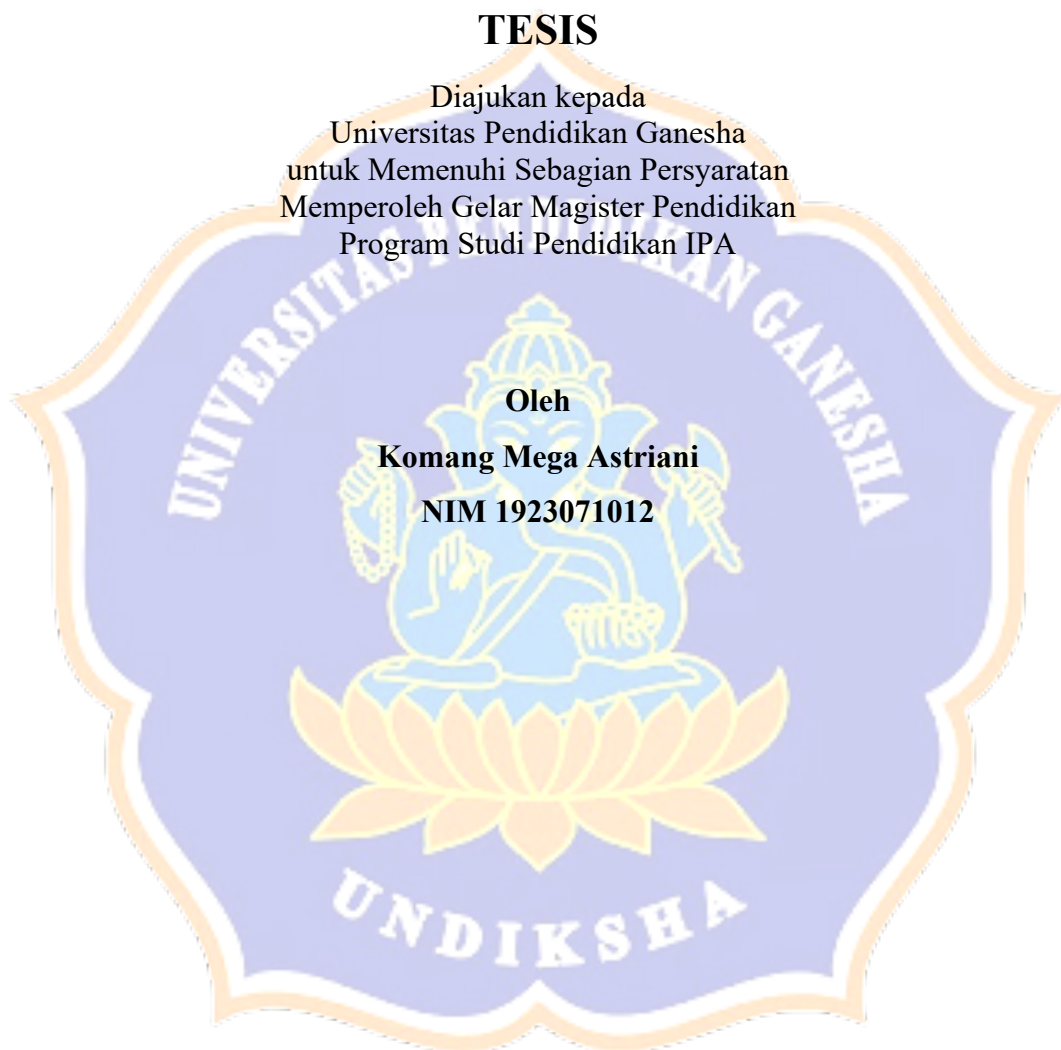 TESIS
Diajukan kepada
Universitas Pendidikan Ganesha
untuk Memenuhi Sebagian Persyaratan
Memperoleh Gelar Magister Pendidikan
Program Studi Pendidikan IPA
UNIVERSITAS PENDIDIKAN GANESHA
Oleh
Komang Mega Astriani
NIM 1923071012
UNDIKSHA